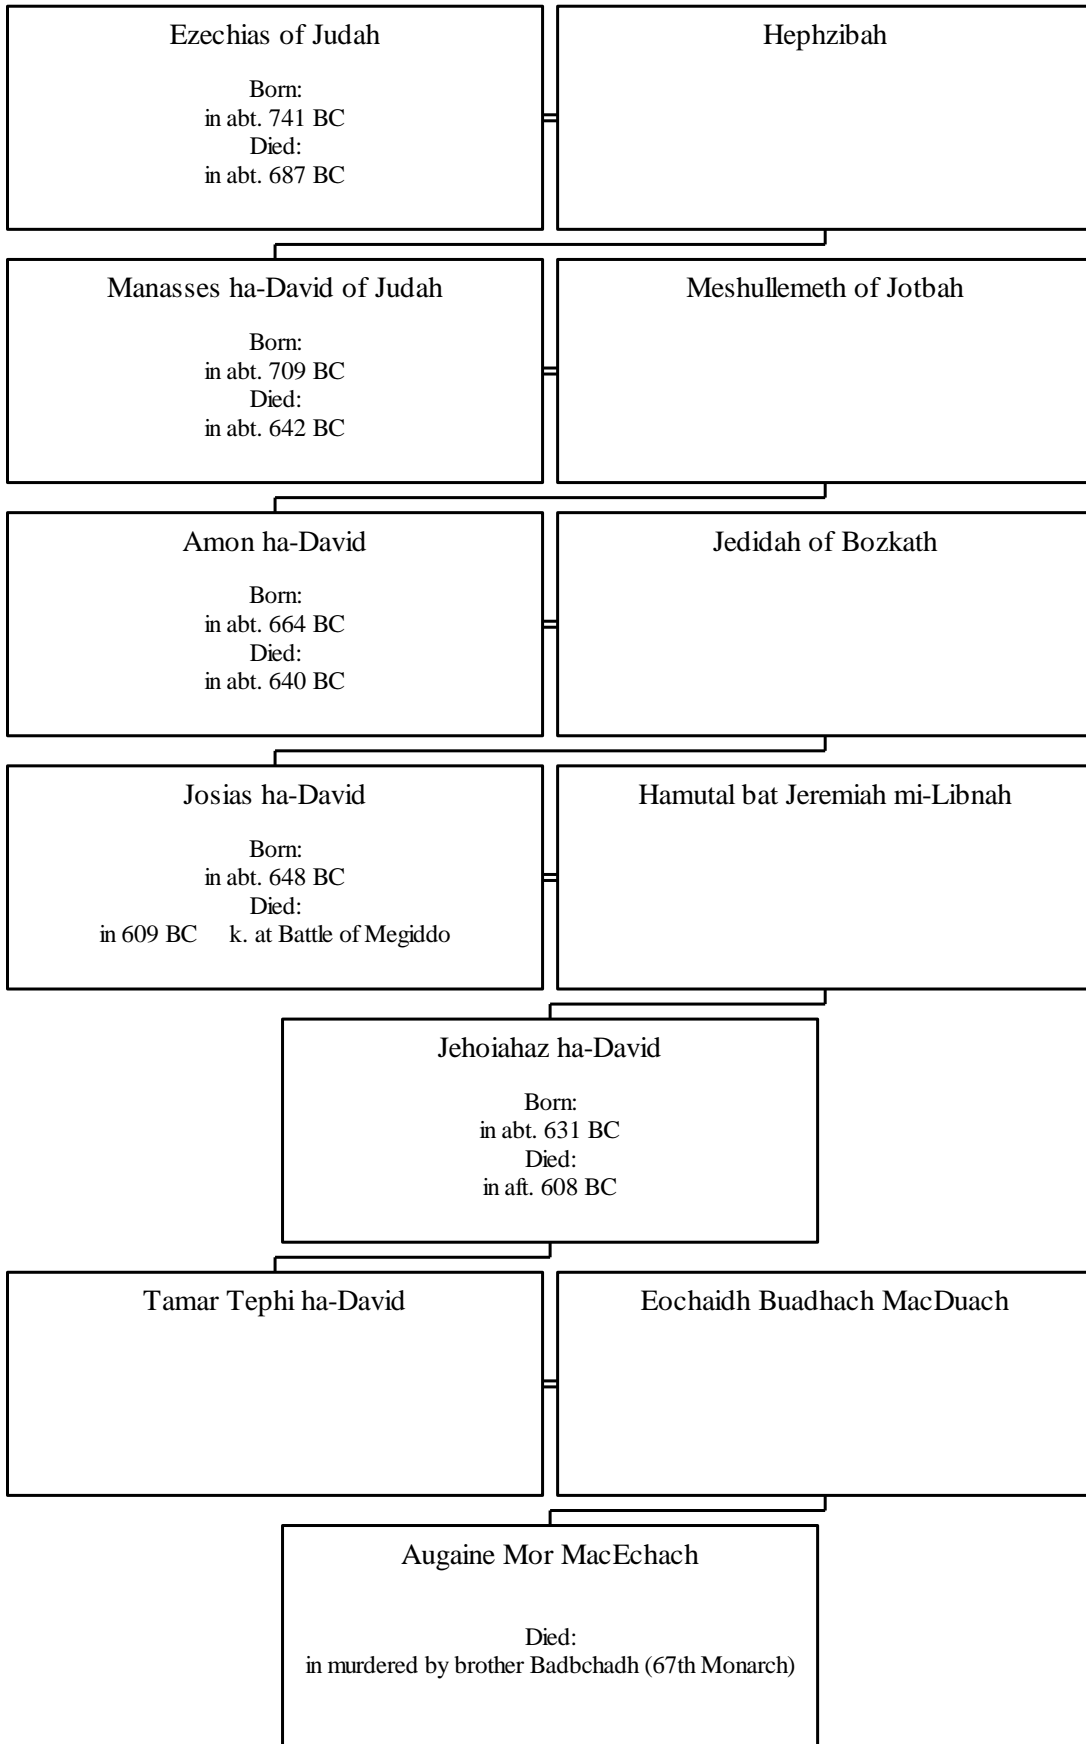 Ezechias of Judah
Born:
in abt. 741 BC
Died:
in abt. 687 BC
Hephzibah
Manasses ha-David of Judah
Born:
in abt. 709 BC
Died:
in abt. 642 BC
Meshullemeth of Jotbah
Amon ha-David
Born:
in abt. 664 BC
Died:
in abt. 640 BC
Jedidah of Bozkath
Josias ha-David
Born:
in abt. 648 BC
Died:
in 609 BC k. at Battle of Megiddo
Hamutal bat Jeremiah mi-Libnah
Jehoiahaz ha-David
Born:
in abt. 631 BC
Died:
in aft. 608 BC
Tamar Tephi ha-David
Eochaidh Buadhach MacDuach
Augaine Mor MacEchach
Died:
in murdered by brother Badbchadh (67th Monarch)